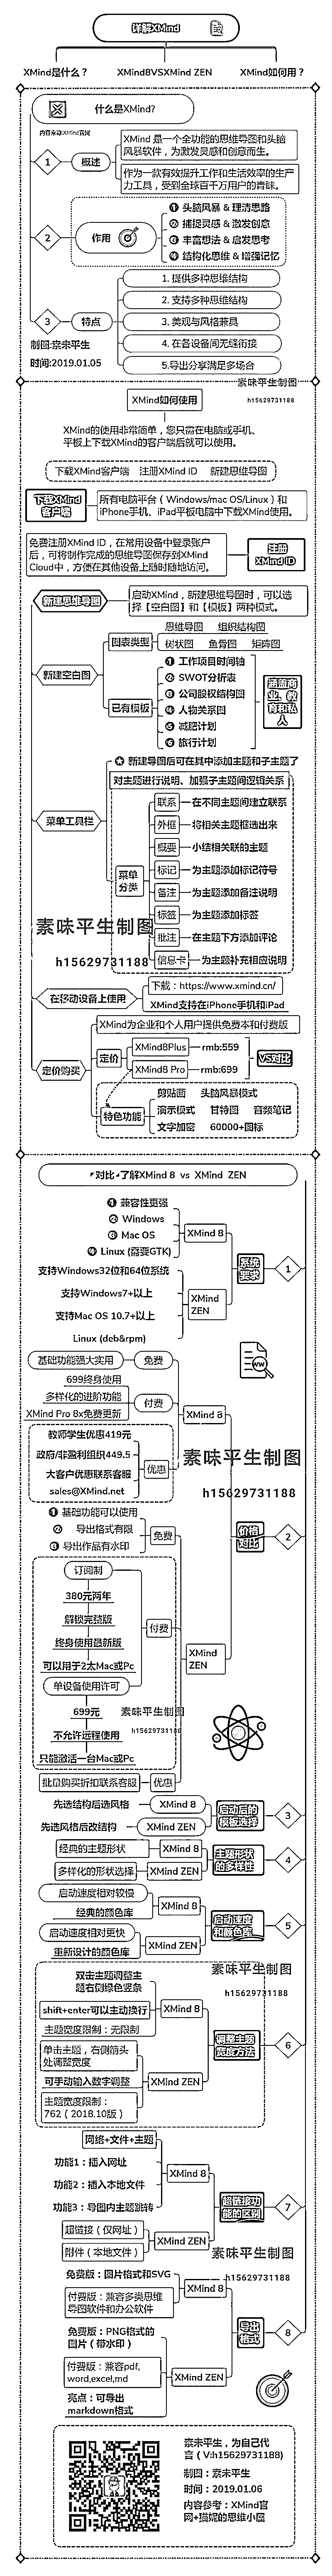 详解XMind
XMind是什么？
XMind8VSXMind ZEN
XMind如何用？
什么是XMind?
内容来源XMind官网
1
概述
XMind 是一个全功能的思维导图和头脑
风暴软件，为激发灵感和创意而生。
作为一款有效提升工作和生活效率的生产
力工具，受到全球百千万用户的青睐。
2
作用
1 头脑风暴 & 理清思路
2 捕捉灵感 & 激发创意
3 丰富想法 & 启发思考
4 结构化思维 & 增强记忆
3
特点
1. 提供多种思维结构
2. 支持多种思维结构
3. 美观与风格兼具
4. 在各设备间无缝衔接
5.导出分享满足多场合
制图:素味平生
时间:2019.01.05
素味平生制图
h15629731188
XMind如何使用
XMind的使用非常简单，您只需在电脑或手机、
平板上下载XMind的客户端后就可以使用。
下载XMind客户端 注册XMind ID 新建思维导图
下载XMind
客户端
所有电脑平台（Windows/mac OS/Linux）和
iPhone手机、iPad平板电脑中下载XMind使用。
免费注册XMind ID，在常用设备中登录账户
后，可将制作完成的思维导图保存到XMind
Cloud中，方便在其他设备上随时随地访问。
注册
XMind ID
新建思维导图
启动XMind，新建思维导图时，可以选
择【空白图】和【模板】两种模式。
新建空白图
图表类型
思维导图 组织结构图
树状图 鱼骨图 矩阵图
已有模板
1 工作项目时间轴
2 SWOT分析表
3 公司股权结构图
4 人物关系图
5 减肥计划
6 旅行计划
涵盖商
业、教
育和私
人
菜单工具栏
新建导图后可在其中添加主题和子主题了
对主题进行说明、加强子主题间逻辑关系
菜单
分类
联系 在不同主题间建立联系
外框 将相关主题框选出来
概要 小结相关联的主题
标记 为主题添加标记符号
备注 为主题添加备注说明
标签 为主题添加标签
批注 在主题下方添加评论
信息卡 为主题补充相应说明
素味平生制图
h15629731188
在移动设备上使用
下载：https://www.xmind.cn/
XMind支持在iPhone手机和iPad
定价购买
XMind为企业和个人用户提供免费本和付费版
定价
XMind8Plus rmb:559
XMind8 Pro rmb:699
VS对比
特色功能
剪贴画 头脑风暴模式
演示模式 甘特图 音频笔记
文字加密 60000+图标
对比 了解XMind 8 vs XMind ZEN
1
系统
要求
XMind 8
1 兼容性更强
2 Windows
3 Mac OS
4 Linux (需要GTK)
XMind
ZEN
支持Windows32位和64位系统
支持Windows7+以上
支持Mac OS 10.7+以上
Linux (deb&rpm)
2
价格
对比
XMind 8
基础功能强大实用 免费
699终身使用
多样化的进阶功能
XMind Pro 8x免费更新
付费
教师学生优惠419元
政府/非盈利组织449.5
大客户优惠联系客服
sales@XMind.net
优惠
素味平生制图
h15629731188
XMind
ZEN
1 基础功能可以使用
2 导出格式有限
3 导出作品有水印
免费
订阅制
380元两年
解锁完整版
终身使用最新版
可以用于2太Mac或Pc
单设备使用许可
699元
不允许远程使用
只能激活一台Mac或Pc
付费
批量购买折扣联系客服 优惠
素味平生制图
h15629731188
3
启动后的
模板选择
先选结构后选风格 XMind 8
先选风格后改结构 XMind ZEN
4
主题形状
的多样性
经典的主题形状 XMind 8
多样化的形状选择 XMind ZEN
5
启动速度
和颜色库
启动速度相对较慢
经典的颜色库
XMind 8
启动速度相对更快
重新设计的颜色库
XMind ZEN
素味平生制图
h15629731188
6
调整主题
宽度方法
双击主题调整主
题右侧绿色竖条
shift+enter可以主动换行
主题宽度限制：无限制
XMind 8
单击主题，右侧箭头
处调整宽度
可手动输入数字调整
主题宽度限制：
762（2018.10版）
XMind ZEN
7
超链接功
能的区别
网络+文件+主题
功能1：插入网址
功能2：插入本地文件
功能3：导图内主题跳转
XMind 8
超链接（仅网址）
附件（本地文件）
XMind ZEN
素味平生制图
h15629731188
8
导出
格式
免费版：图片格式和SVG
付费版：兼容多类思维
导图软件和办公软件
XMind 8
免费版：PNG格式的
图片（带水印）
付费版：兼容pdf,
word,excel,md
亮点：可导出
markdown格式
XMind ZEN
素味平生，为自己代
言（V:h15629731188）
制图：素味平生
时间：2019.01.06
内容参考：XMind官
网+猫妮的思维小屋